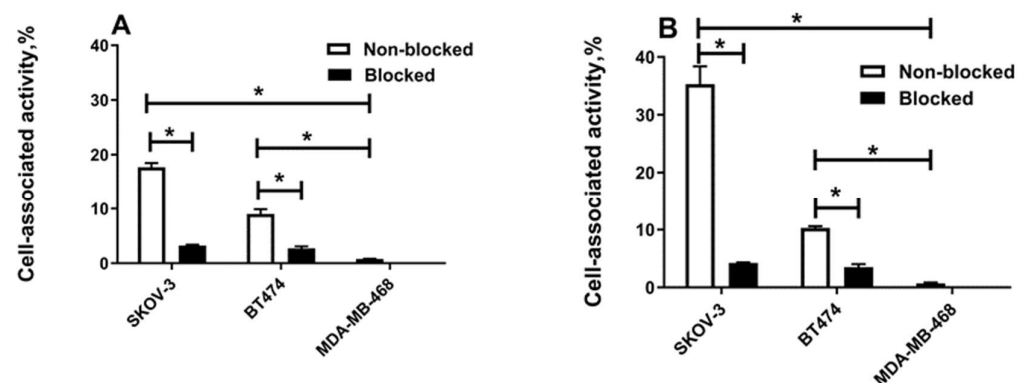 A
Cell-associated activity,%
40
30
20
10
0
Non-blocked
Blocked
*
*
*
*
SKOV-3
BT474
MDA-MB-468
B
Cell-associated activity,%
40
30
20
10
0
*
*
Non-blocked
Blocked
*
*
SKOV-3
BT474
MDA-MB-468